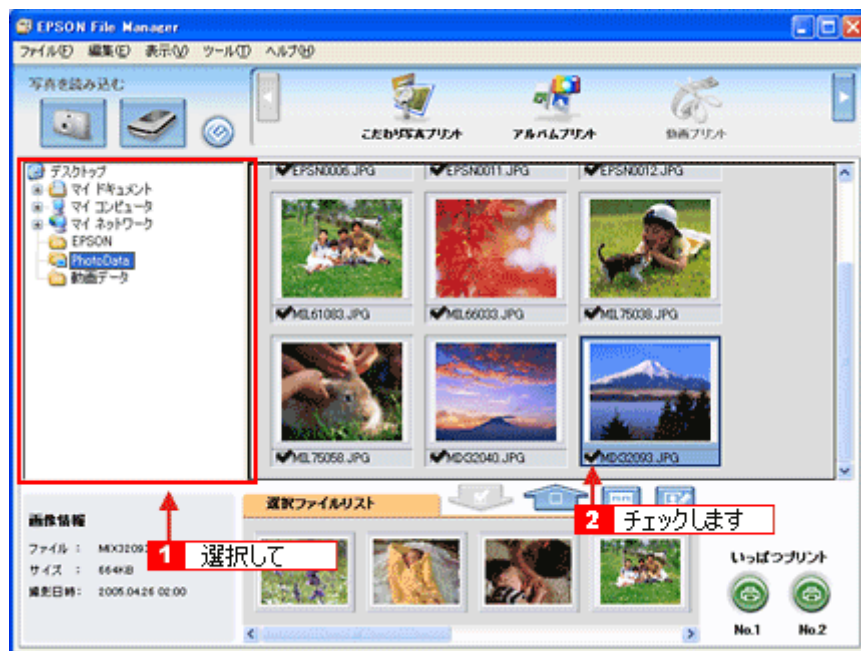 EPSON File Manager
ファイル(F) 編集(E) 表示(V) ツール(T) ヘルプ(H)
写真を読み込む
こだわり写真プリント アルバムプリント 動画プリント
デスクトップ
マイ ドキュメント
マイ コンピュータ
マイ ネットワーク
EPSON
PhotoData
動画データ
EPSN0006.JPG EPSN0011.JPG EPSN0012.JPG
MIL61083.JPG MIL66033.JPG MIL75038.JPG
MIL75058.JPG MIX32040.JPG MIX32093.JPG
選択ファイルリスト
2 チェックします
画像情報
ファイル : MIX3209
1 選択して
サイズ : 664KB
撮影日時: 2005.04.26 02:00
いっぱつプリント
No.1 No.2